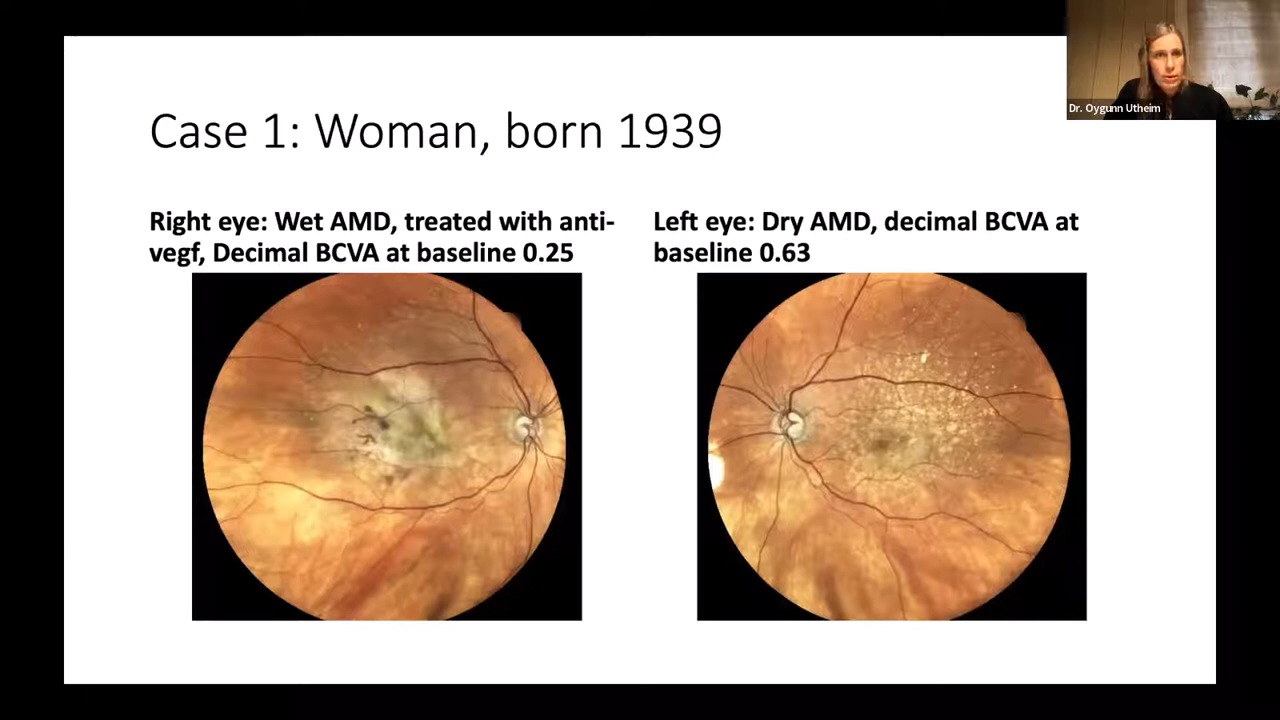 Dr. Oygunn Utheim
Case 1: Woman, born 1939
Right eye: Wet AMD, treated with anti-
vegf, Decimal BCVA at baseline 0.25
Left eye: Dry AMD, decimal BCVA at
baseline 0.63